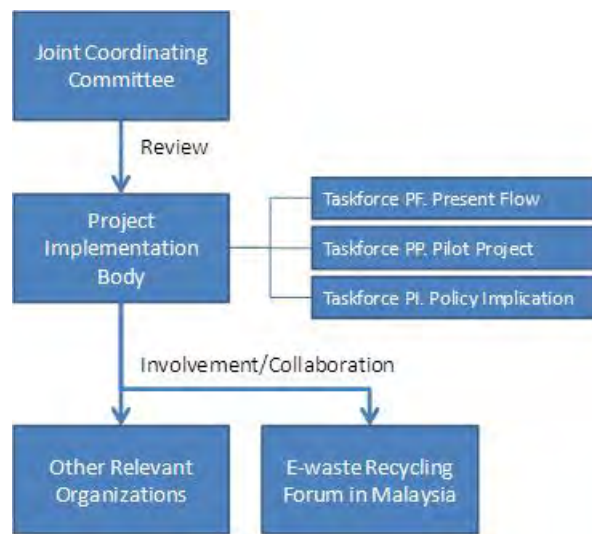 Joint Coordinating
Committee
Review
Project
Implementation
Body
Taskforce PF. Present Flow
Taskforce PP. Pilot Project
Taskforce PI. Policy Implication
Involvement/Collaboration
Other Relevant
Organizations
E-waste Recycling
Forum in Malaysia